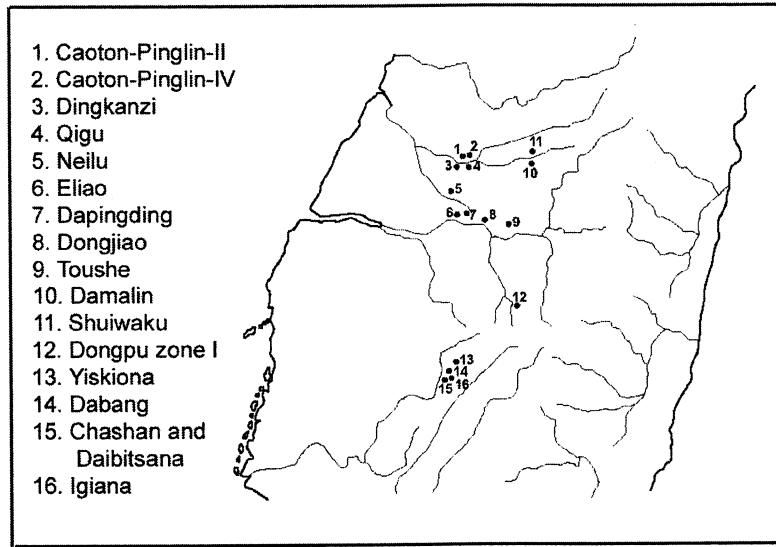 1. Caoton-Pinglin-II
2. Caoton-Pinglin-IV
3. Dingkanzi
4. Qigu
5. Neilu
6. Eliao
7. Dapingding
8. Dongjiao
9. Toushe
10. Damalin
11. Shuiwaku
12. Dongpu zone I
13. Yiskiona
14. Dabang
15. Chashan and
Daibitsana
16. Igiana
1
2
11
3
4
10
5
6
7
8
9
12
13
14
15
16